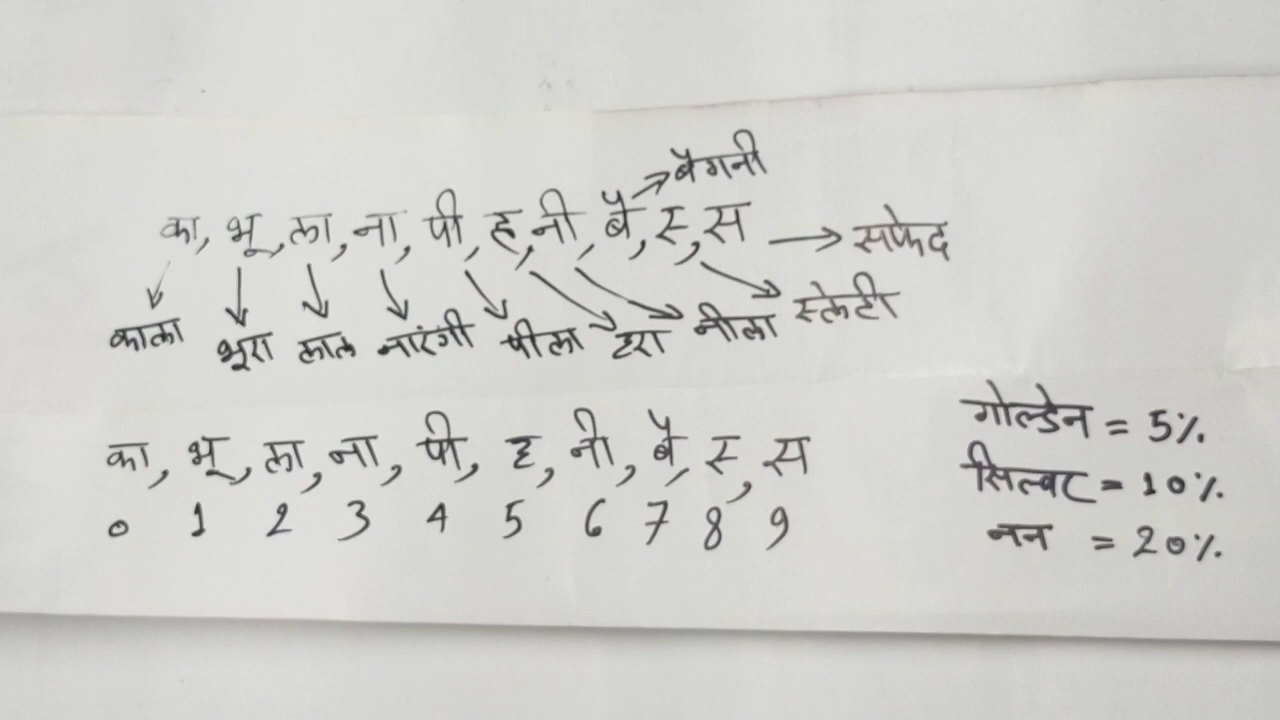 बैंगनी
का, भू, ला, ना, पी, ह, नी, बै, स, स → सफेद
काला भूरा लाल नारंगी पीला हरा नीला स्लेटी
का, भू, ला, ना, पी, ह, नी, बै, स, स
0 1 2 3 4 5 6 7 8 9
गोल्डेन = 5%
सिल्वर = 10%
नन = 20%